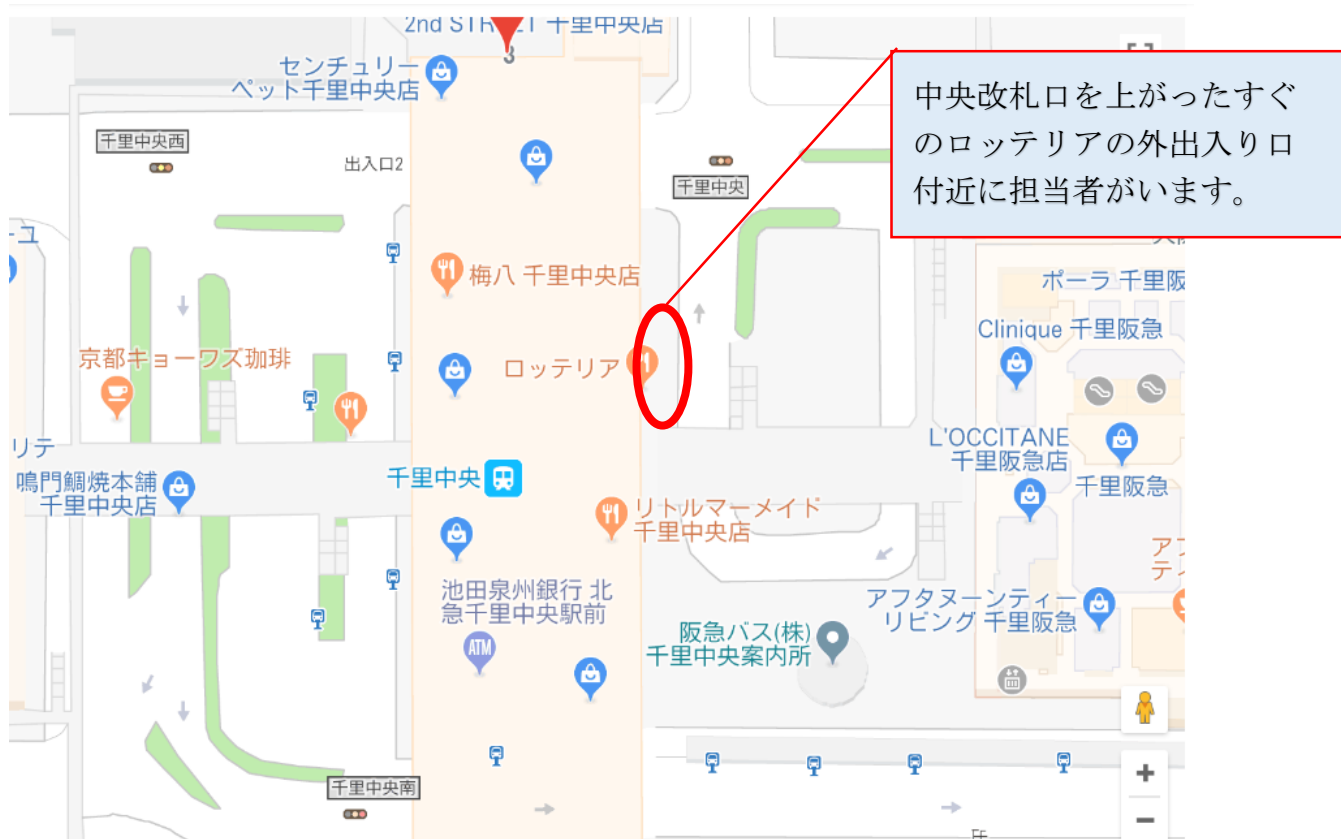 2nd STREET 千里中央店
3
センチュリー
ペット千里中央店
中央改札口を上がったすぐ
のロッテリアの外出入り口
付近に担当者がいます。
千里中央西
出入口2
千里中央
梅八 千里中央店
ポーラ 千里阪
Clinique 千里阪急
京都キョーワズ珈琲
ロッテリア
リテ
L'OCCITANE
千里阪急店
千里阪急
鳴門鯛焼本舗
千里中央店
千里中央
リトルマーメイド
千里中央店
池田泉州銀行 北
急千里中央駅前
ATM
アフタヌーンティー
リビング 千里阪急
阪急バス(株)
千里中央案内所
千里中央南
+
−